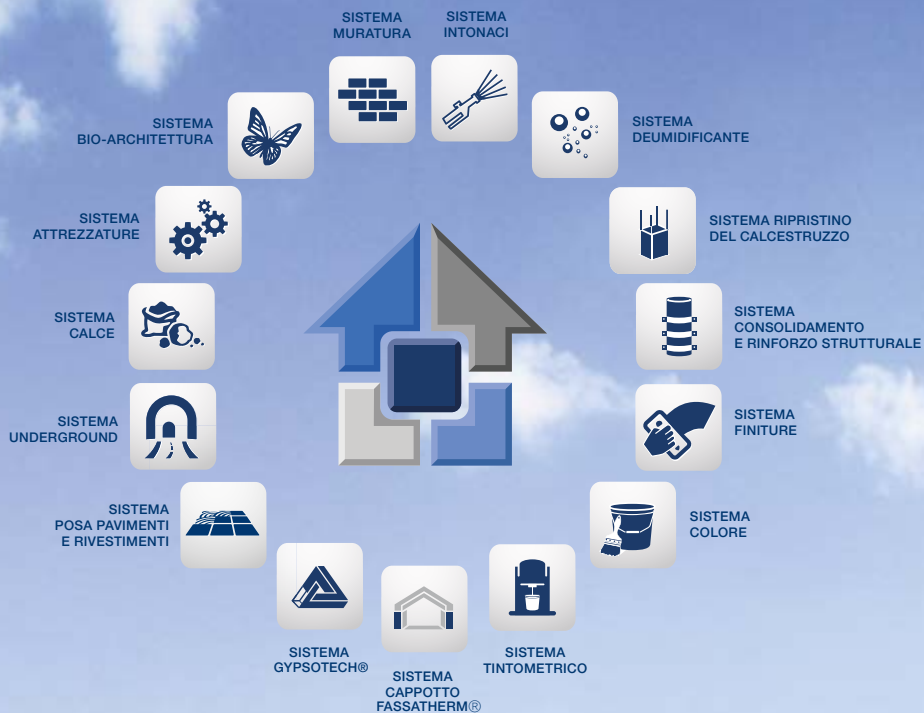 SISTEMA
MURATURA
SISTEMA
INTONACI
SISTEMA
DEUMIDIFICANTE
SISTEMA RIPRISTINO
DEL CALCESTRUZZO
SISTEMA
CONSOLIDAMENTO
E RINFORZO STRUTTURALE
SISTEMA
FINITURE
SISTEMA
COLORE
SISTEMA
TINTOMETRICO
SISTEMA
CAPPOTTO
FASSATHERM®
SISTEMA
GYPSOTECH®
SISTEMA
POSA PAVIMENTI
E RIVESTIMENTI
SISTEMA
UNDERGROUND
SISTEMA
CALCE
SISTEMA
ATTREZZATURE
SISTEMA
BIO-ARCHITETTURA